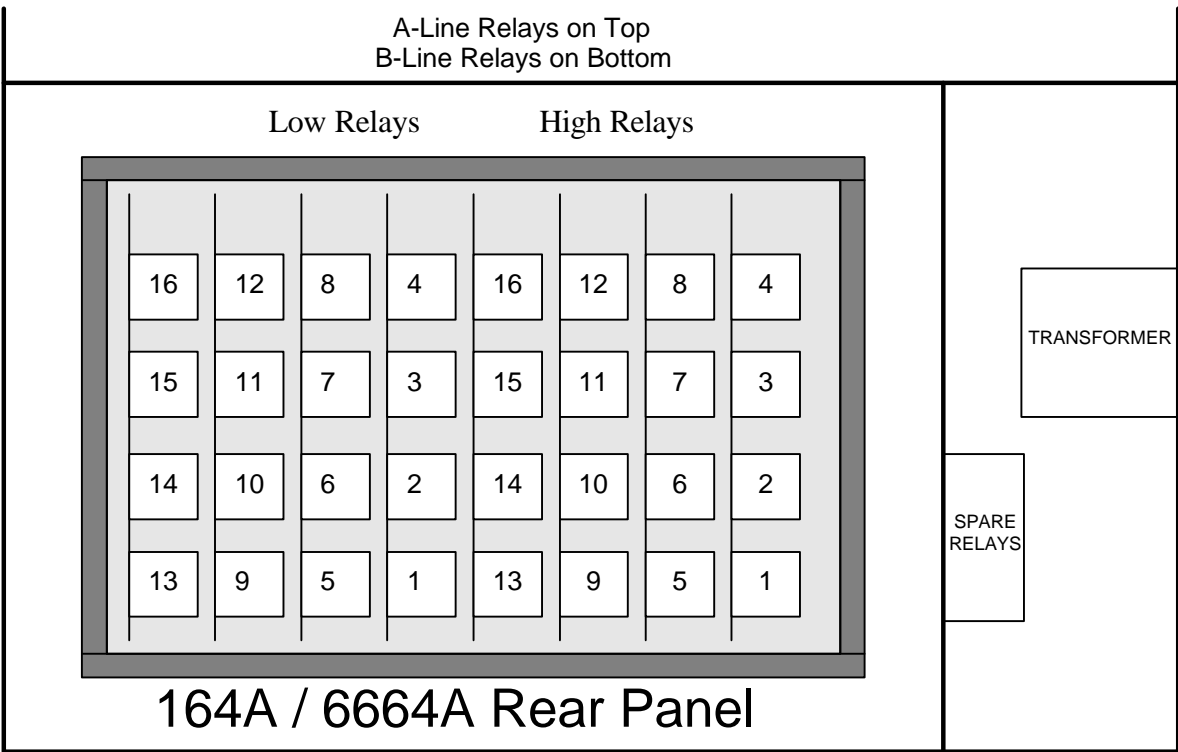 A-Line Relays on Top
B-Line Relays on Bottom
Low Relays High Relays
16 12 8 4 16 12 8 4
15 11 7 3 15 11 7 3
14 10 6 2 14 10 6 2
13 9 5 1 13 9 5 1
164A / 6664A Rear Panel
TRANSFORMER
SPARE
RELAYS